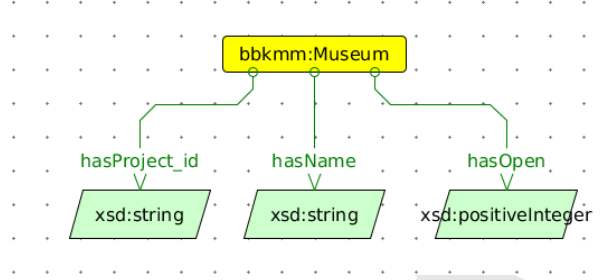 bbkmm:Museum
hasProject_id
hasName
hasOpen
xsd:string
xsd:string
xsd:positiveInteger